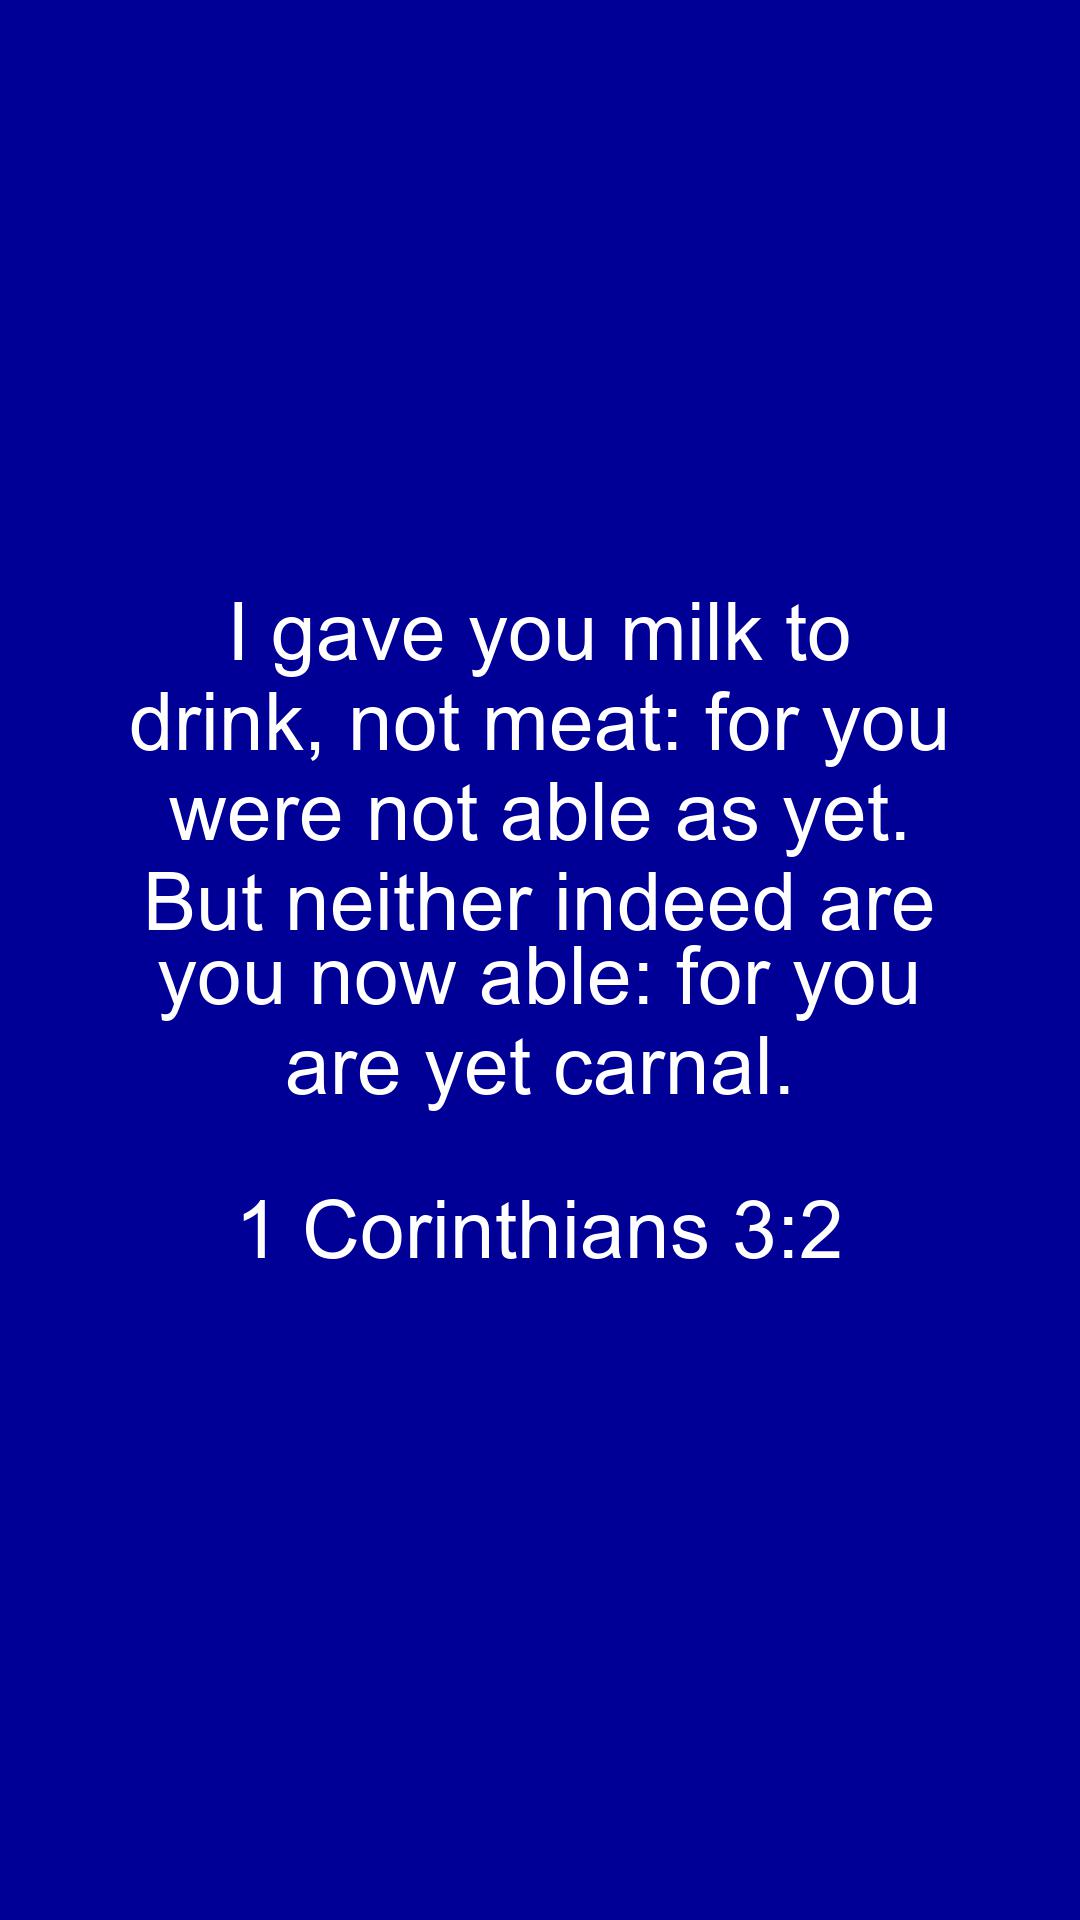 I gave you milk to
drink, not meat: for you
were not able as yet.
But neither indeed are
you now able: for you
are yet carnal.
1 Corinthians 3:2